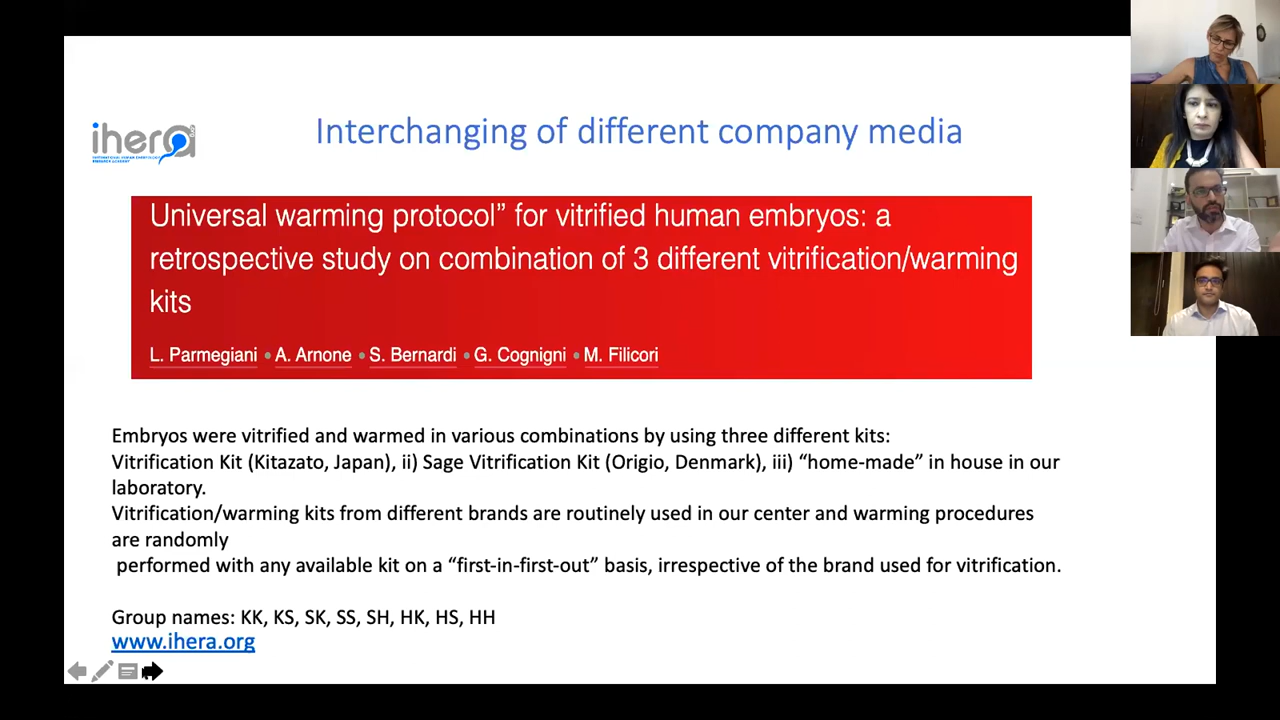 ihera
Interchanging of different company media
Universal warming protocol” for vitrified human embryos: a
retrospective study on combination of 3 different vitrification/warming
kits
L. Parmegiani • A. Arnone • S. Bernardi • G. Cognigni • M. Filicori
Embryos were vitrified and warmed in various combinations by using three different kits:
Vitrification Kit (Kitazato, Japan), ii) Sage Vitrification Kit (Origio, Denmark), iii) “home-made” in house in our
laboratory.
Vitrification/warming kits from different brands are routinely used in our center and warming procedures
are randomly
performed with any available kit on a “first-in-first-out” basis, irrespective of the brand used for vitrification.
Group names: KK, KS, SK, SS, SH, HK, HS, HH
www.ihera.org